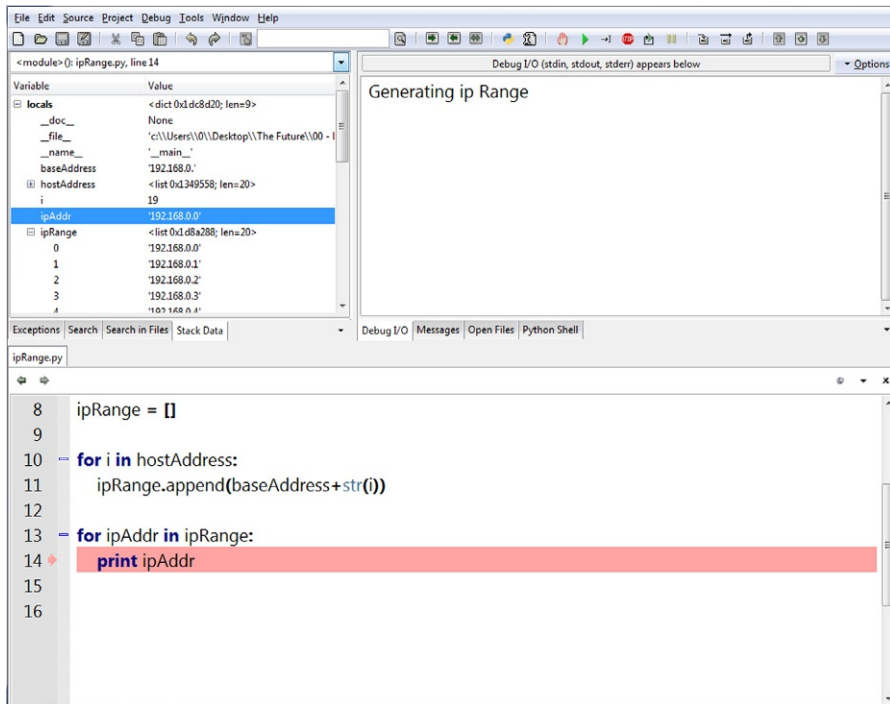 File Edit Source Project Debug Tools Window Help
<module>(): ipRange.py, line 14
Debug I/O (stdin, stdout, stderr) appears below
Options
Variable Value
locals <dict 0x1dc8d20; len=9>
__doc__ None
__file__ 'c:\\Users\\0\\Desktop\\The Future\\00 - I
__name__ '__main__'
baseAddress '192.168.0.'
hostAddress <list 0x1349558; len=20>
i 19
ipAddr '192.168.0.0'
ipRange <list 0x1d8a288; len=20>
0 '192.168.0.0'
1 '192.168.0.1'
2 '192.168.0.2'
3 '192.168.0.3'
4 '192.168.0.4'
Generating ip Range
Exceptions Search Search in Files Stack Data
Debug I/O Messages Open Files Python Shell
ipRange.py
8 ipRange = []
9
10 for i in hostAddress:
11 ipRange.append(baseAddress+str(i))
12
13 for ipAddr in ipRange:
14 print ipAddr
15
16